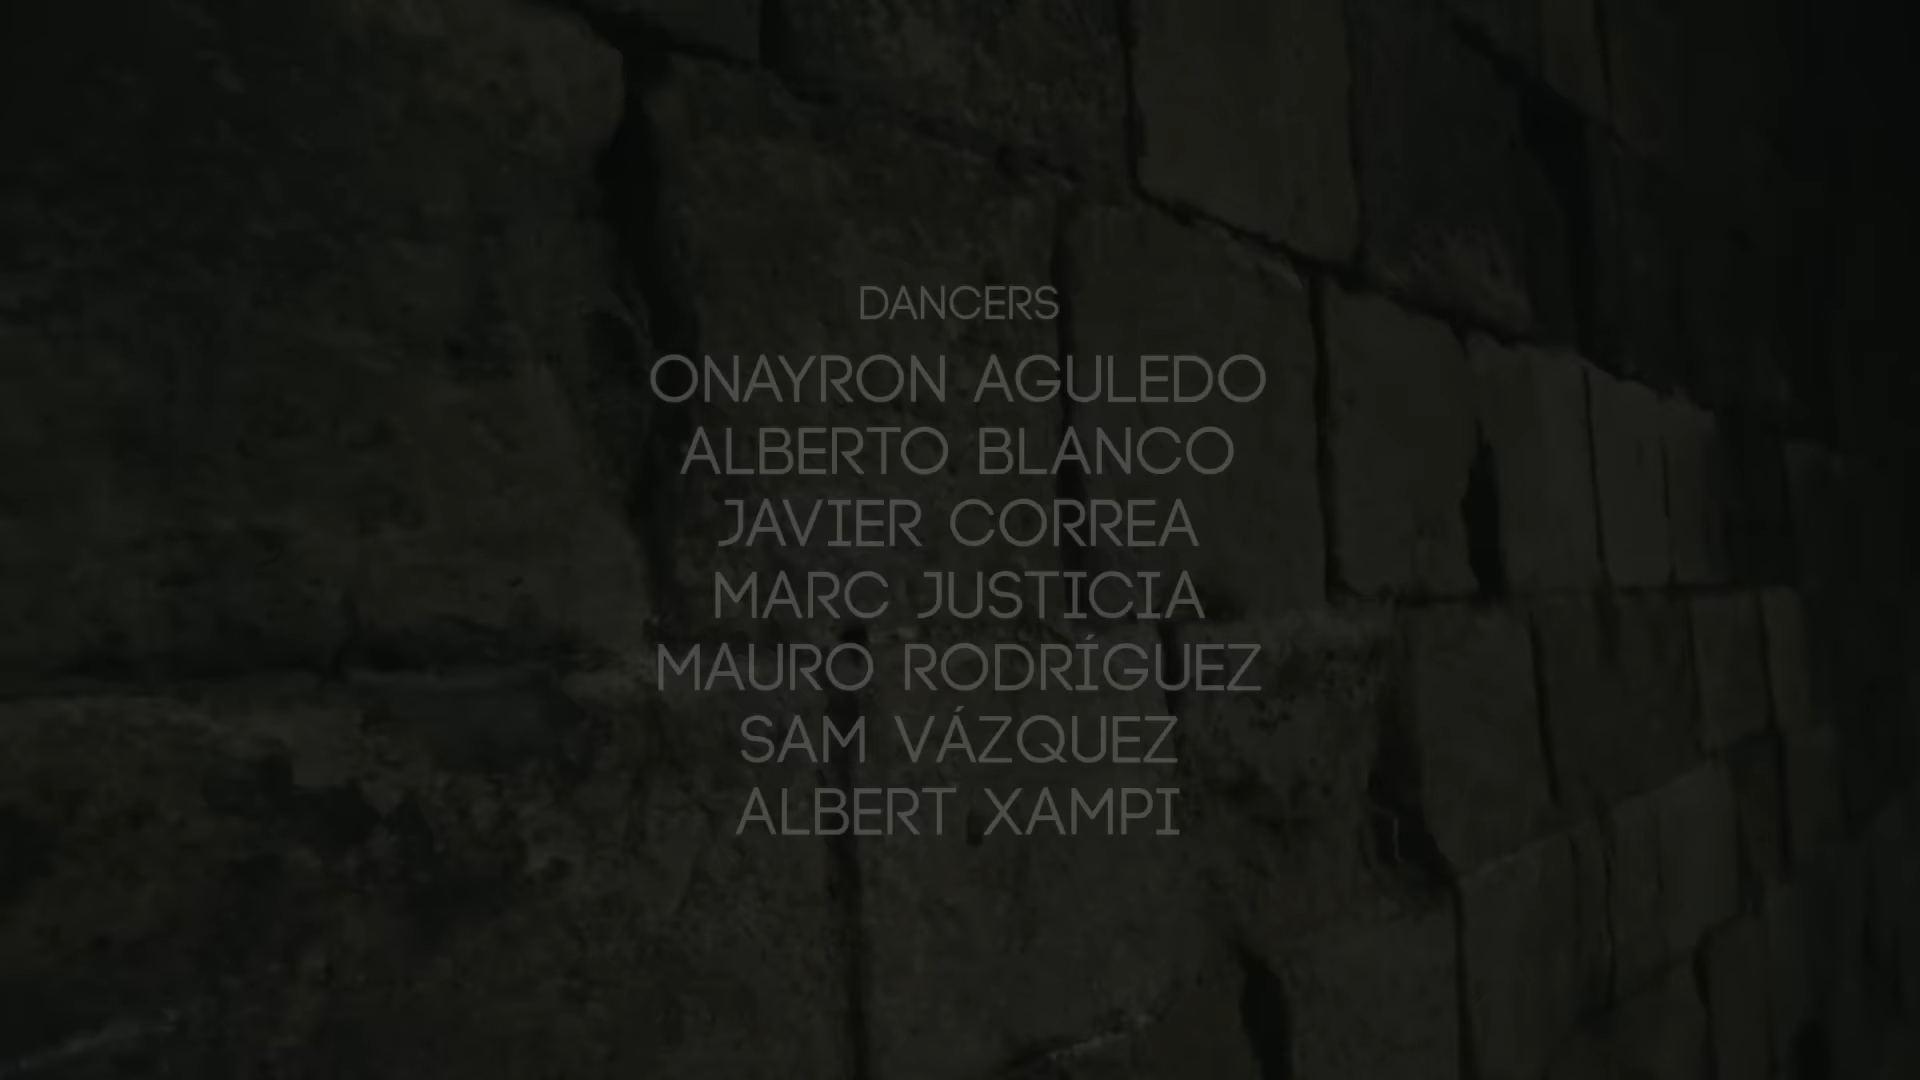 DANCERS
ONAYRON AGULEDO
ALBERTO BLANCO
JAVIER CORREA
MARC JUSTICIA
MAURO RODRÍGUEZ
SAM VÁZQUEZ
ALBERT XAMPI